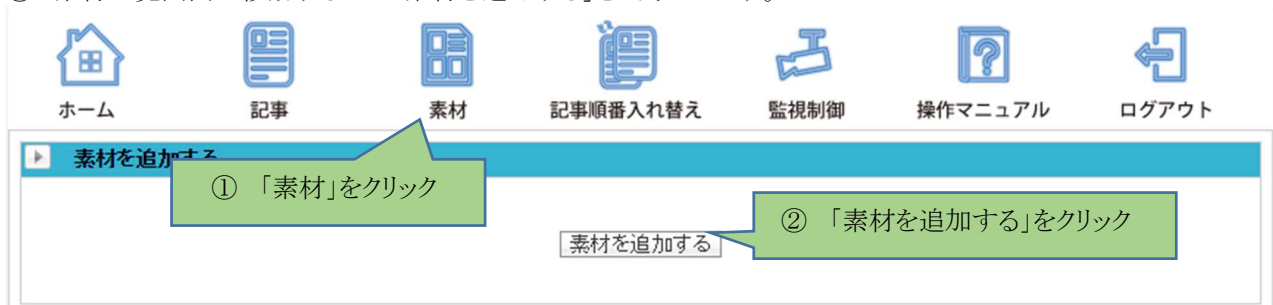 ホーム 記事 素材 記事順番入れ替え 監視制御 操作マニュアル ログアウト
素材を追加する
① 「素材」をクリック
② 「素材を追加する」をクリック
素材を追加する